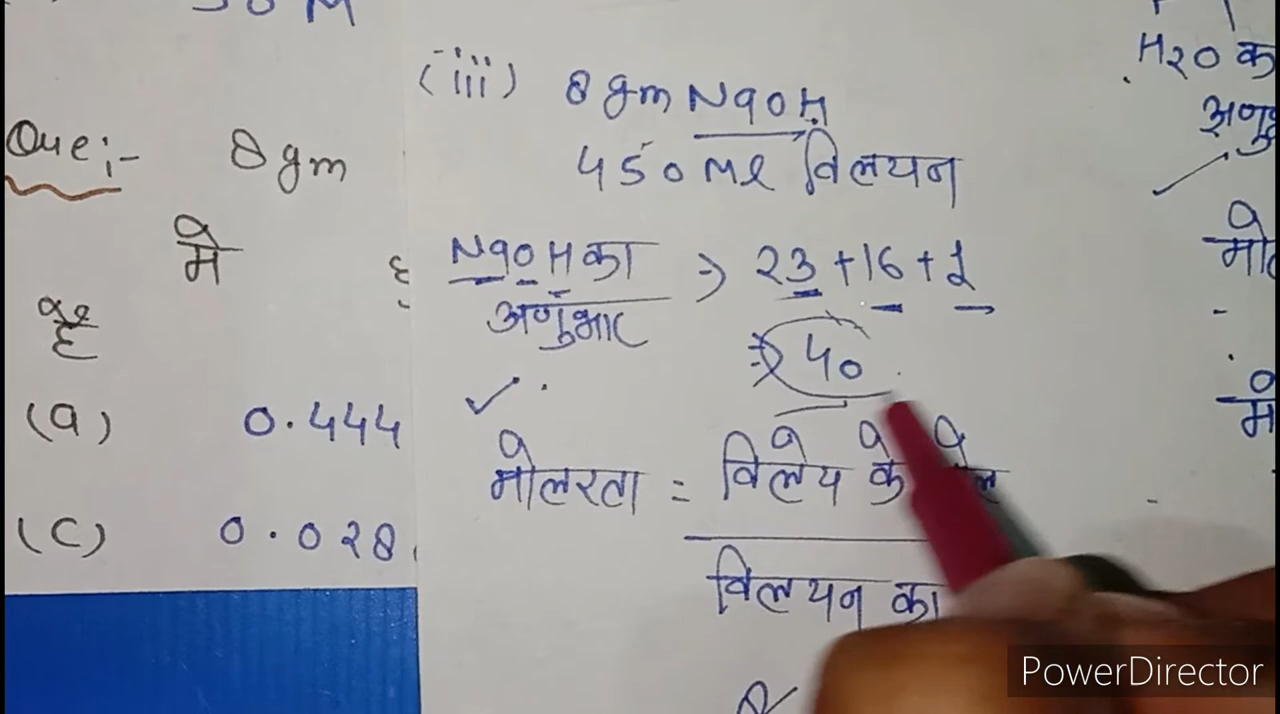 50 M
Que:- 8 gm
मे
है
(a) 0.444
(C) 0.028
(iii) 8 gm NaOH
450 Ml विलयन
NaOH का => 23 + 16 + 1
अणुभार
=> 40
मोलरता = विलेय के
विलयन का
H2O क
PowerDirector